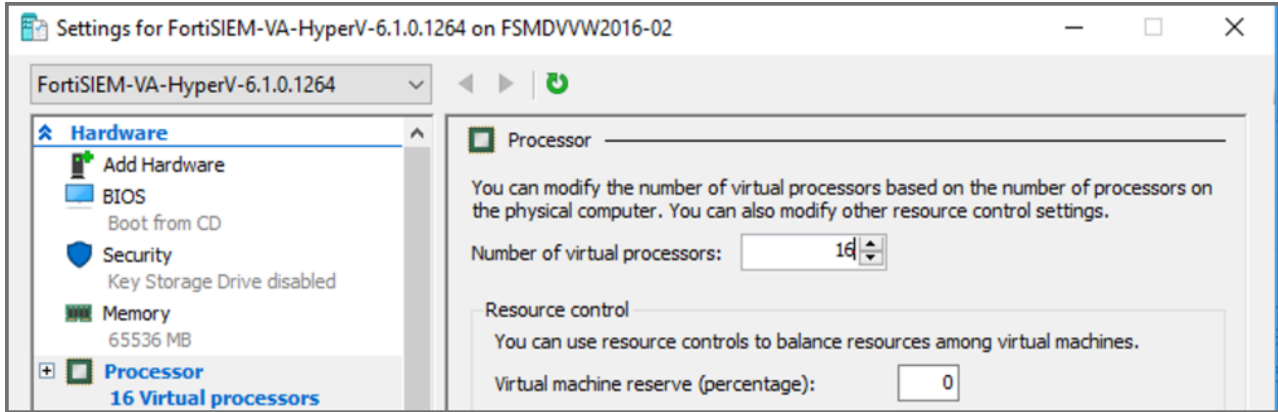 Settings for FortiSIEM-VA-HyperV-6.1.0.1264 on FSMDVVW2016-02
FortiSIEM-VA-HyperV-6.1.0.1264
Hardware
Add Hardware
BIOS
Boot from CD
Security
Key Storage Drive disabled
Memory
65536 MB
Processor
16 Virtual processors
Processor
You can modify the number of virtual processors based on the number of processors on
the physical computer. You can also modify other resource control settings.
Number of virtual processors: 16
Resource control
You can use resource controls to balance resources among virtual machines.
Virtual machine reserve (percentage): 0